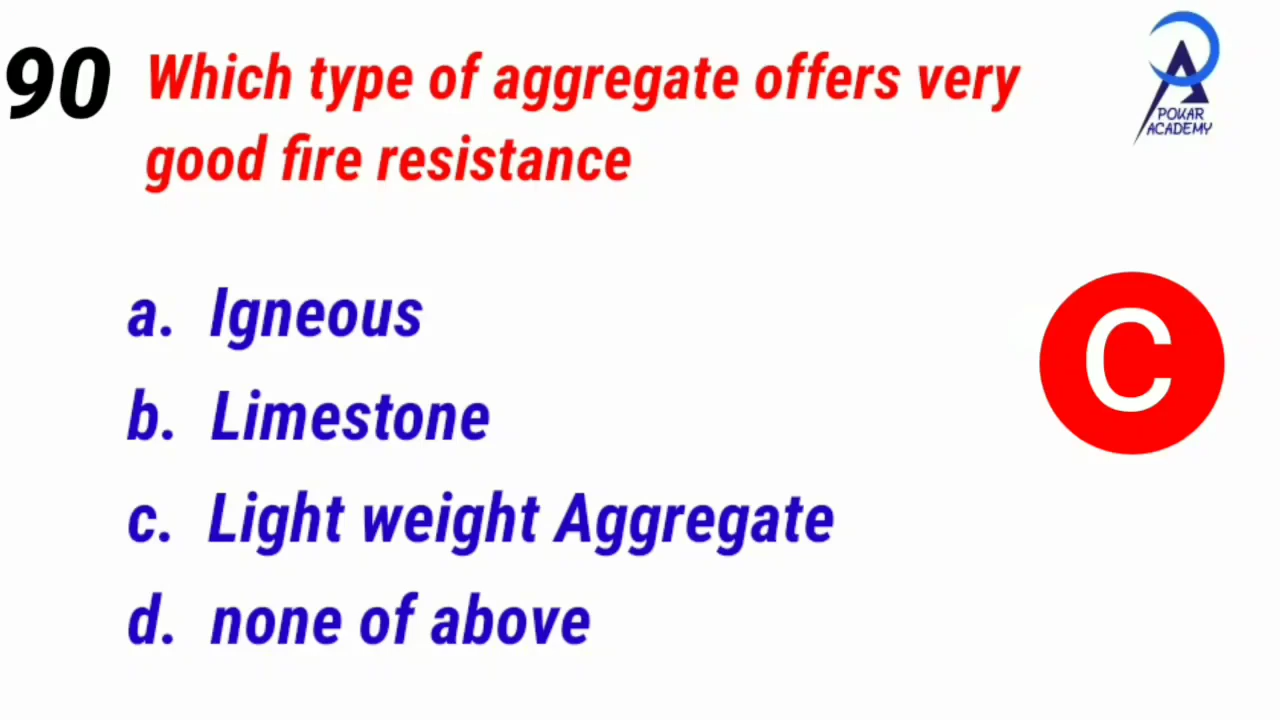 90 Which type of aggregate offers very
good fire resistance
POKAR
ACADEMY
a. Igneous
b. Limestone
C
c. Light weight Aggregate
d. none of above